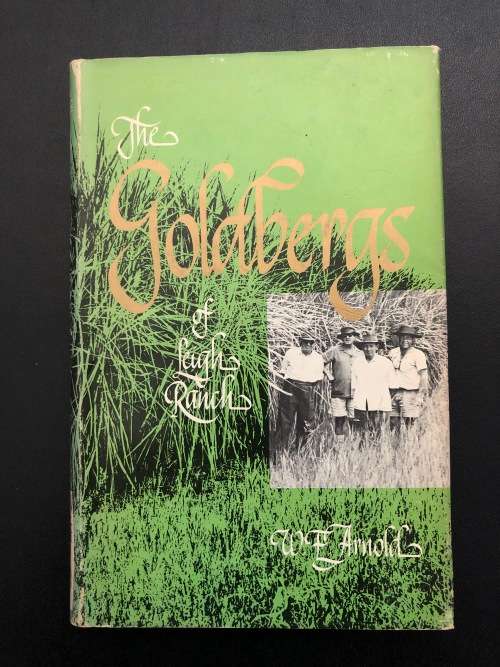 The
Goldbergs
of
Leigh
Ranch
W E Arnold